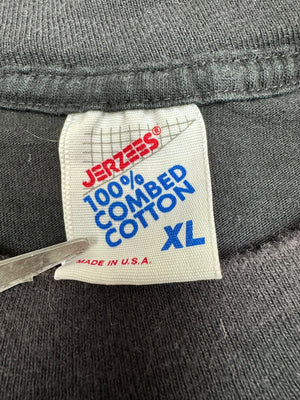 JERZEES®
100%
COMBED
COTTON
XL
MADE IN U.S.A.